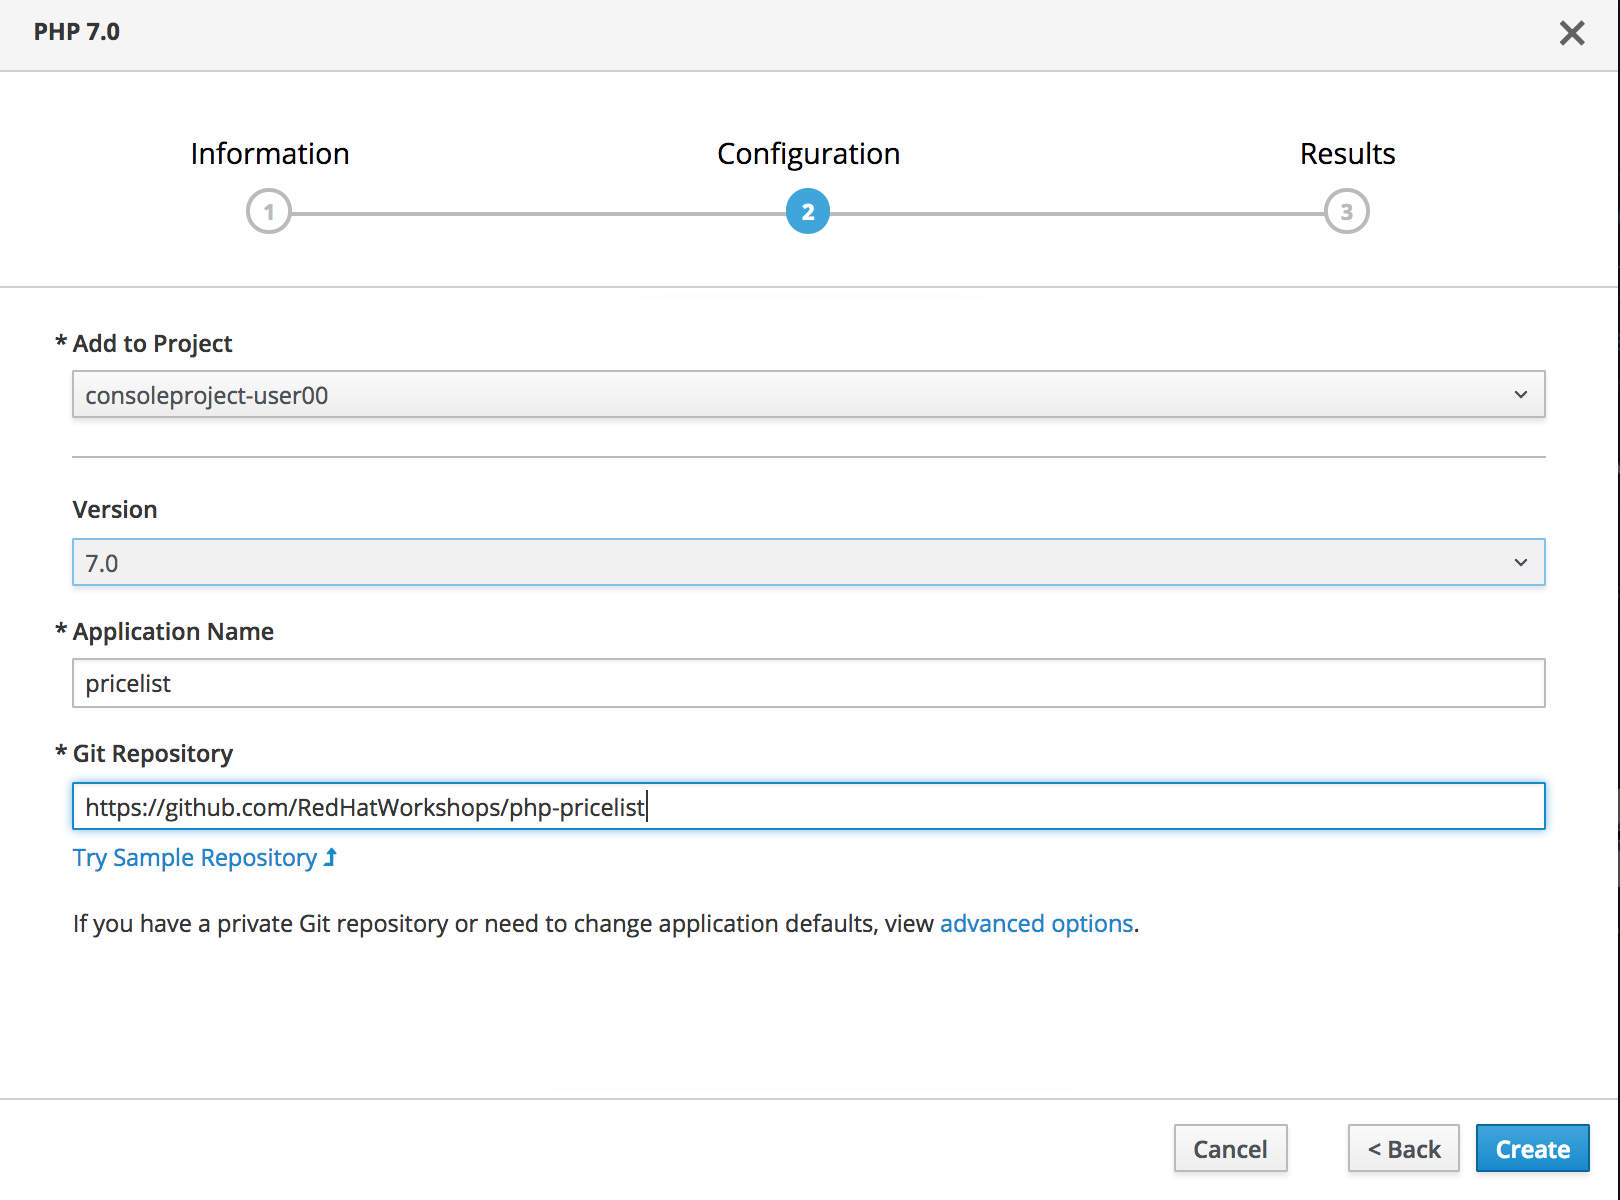 PHP 7.0
Information
Configuration
Results
1
2
3
* Add to Project
consoleproject-user00
Version
7.0
* Application Name
pricelist
* Git Repository
https://github.com/RedHatWorkshops/php-pricelist
Try Sample Repository
If you have a private Git repository or need to change application defaults, view advanced options.
Cancel
< Back
Create